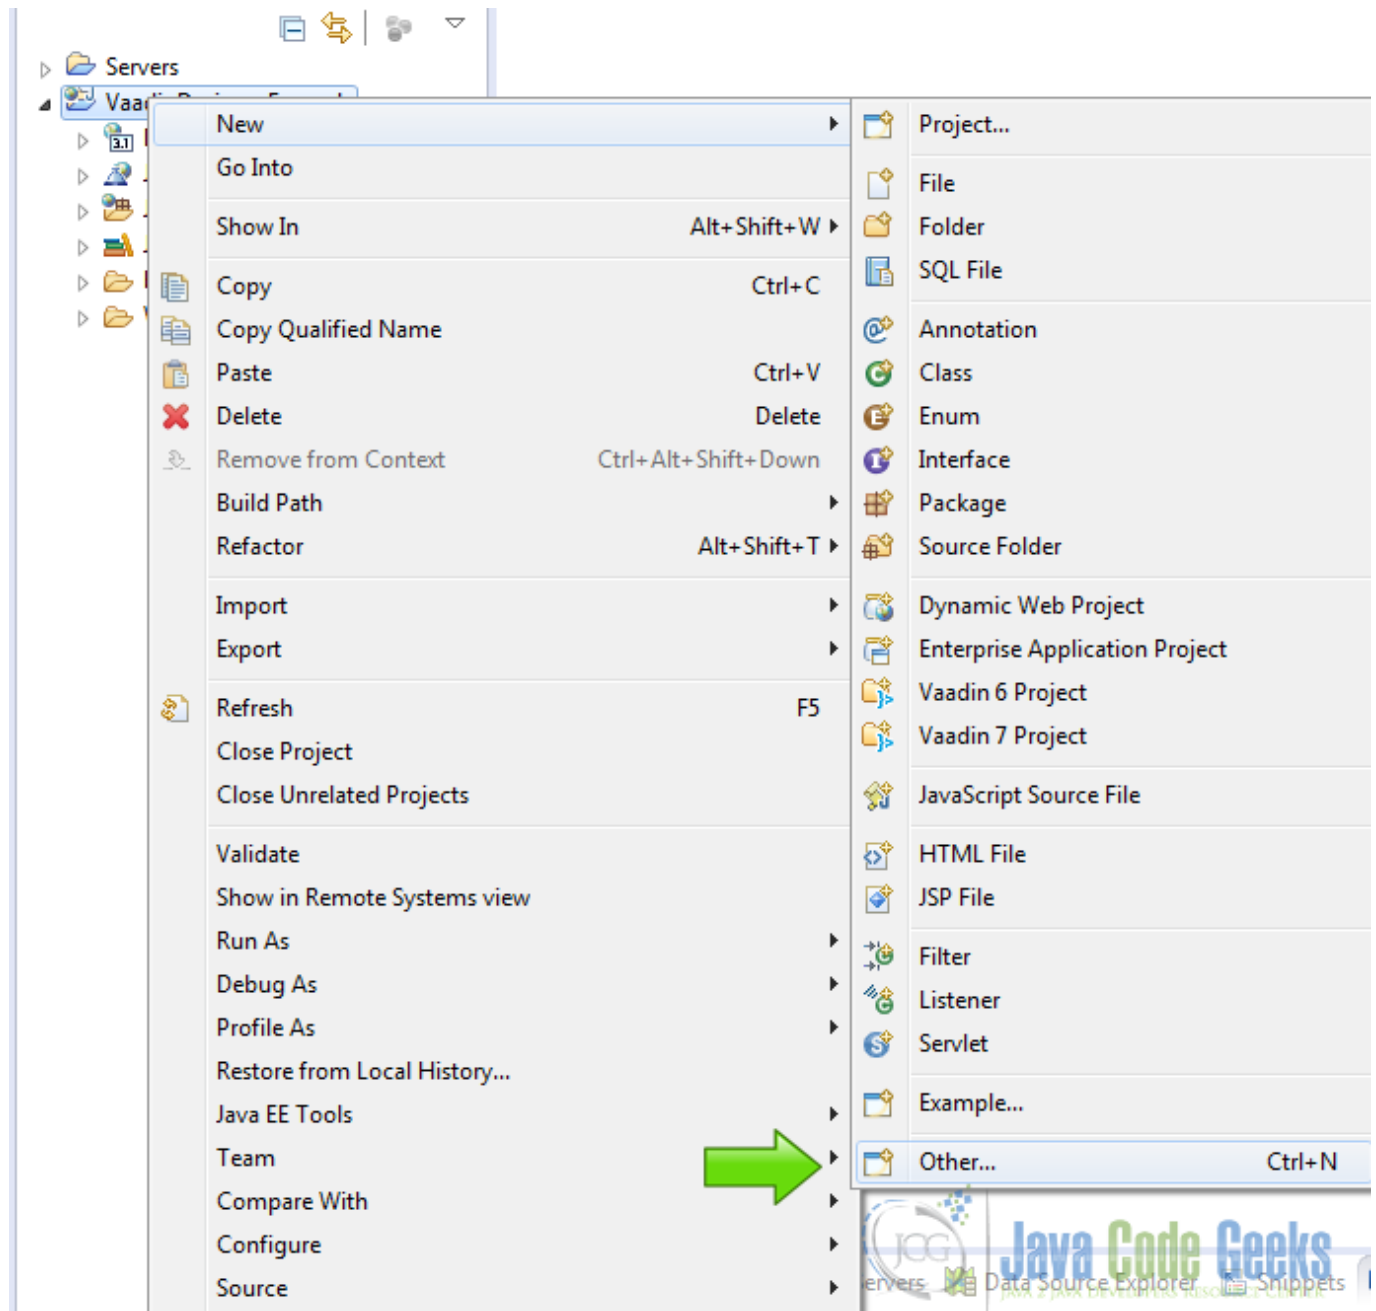 Servers
New
Go Into
Show In Alt+Shift+W
Copy Ctrl+C
Copy Qualified Name
Paste Ctrl+V
Delete Delete
Remove from Context Ctrl+Alt+Shift+Down
Build Path
Refactor Alt+Shift+T
Import
Export
Refresh F5
Close Project
Close Unrelated Projects
Validate
Show in Remote Systems view
Run As
Debug As
Profile As
Restore from Local History...
Java EE Tools
Team
Compare With
Configure
Source
Project...
File
Folder
SQL File
Annotation
Class
Enum
Interface
Package
Source Folder
Dynamic Web Project
Enterprise Application Project
Vaadin 6 Project
Vaadin 7 Project
JavaScript Source File
HTML File
JSP File
Filter
Listener
Servlet
Example...
Other... Ctrl+N
JCG
Java Code Geeks
Data Source Explorer Snippets